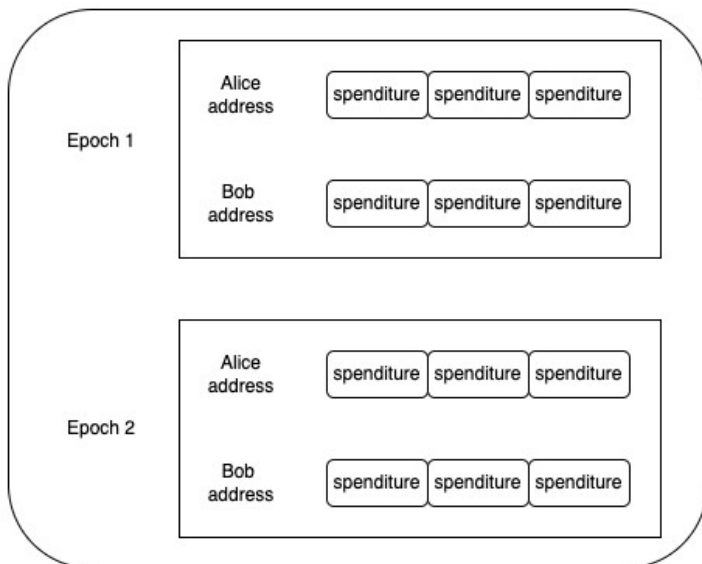 Alice
address
spenditure spenditure spenditure
Epoch 1
Bob
address
spenditure spenditure spenditure
Alice
address
spenditure spenditure spenditure
Epoch 2
Bob
address
spenditure spenditure spenditure